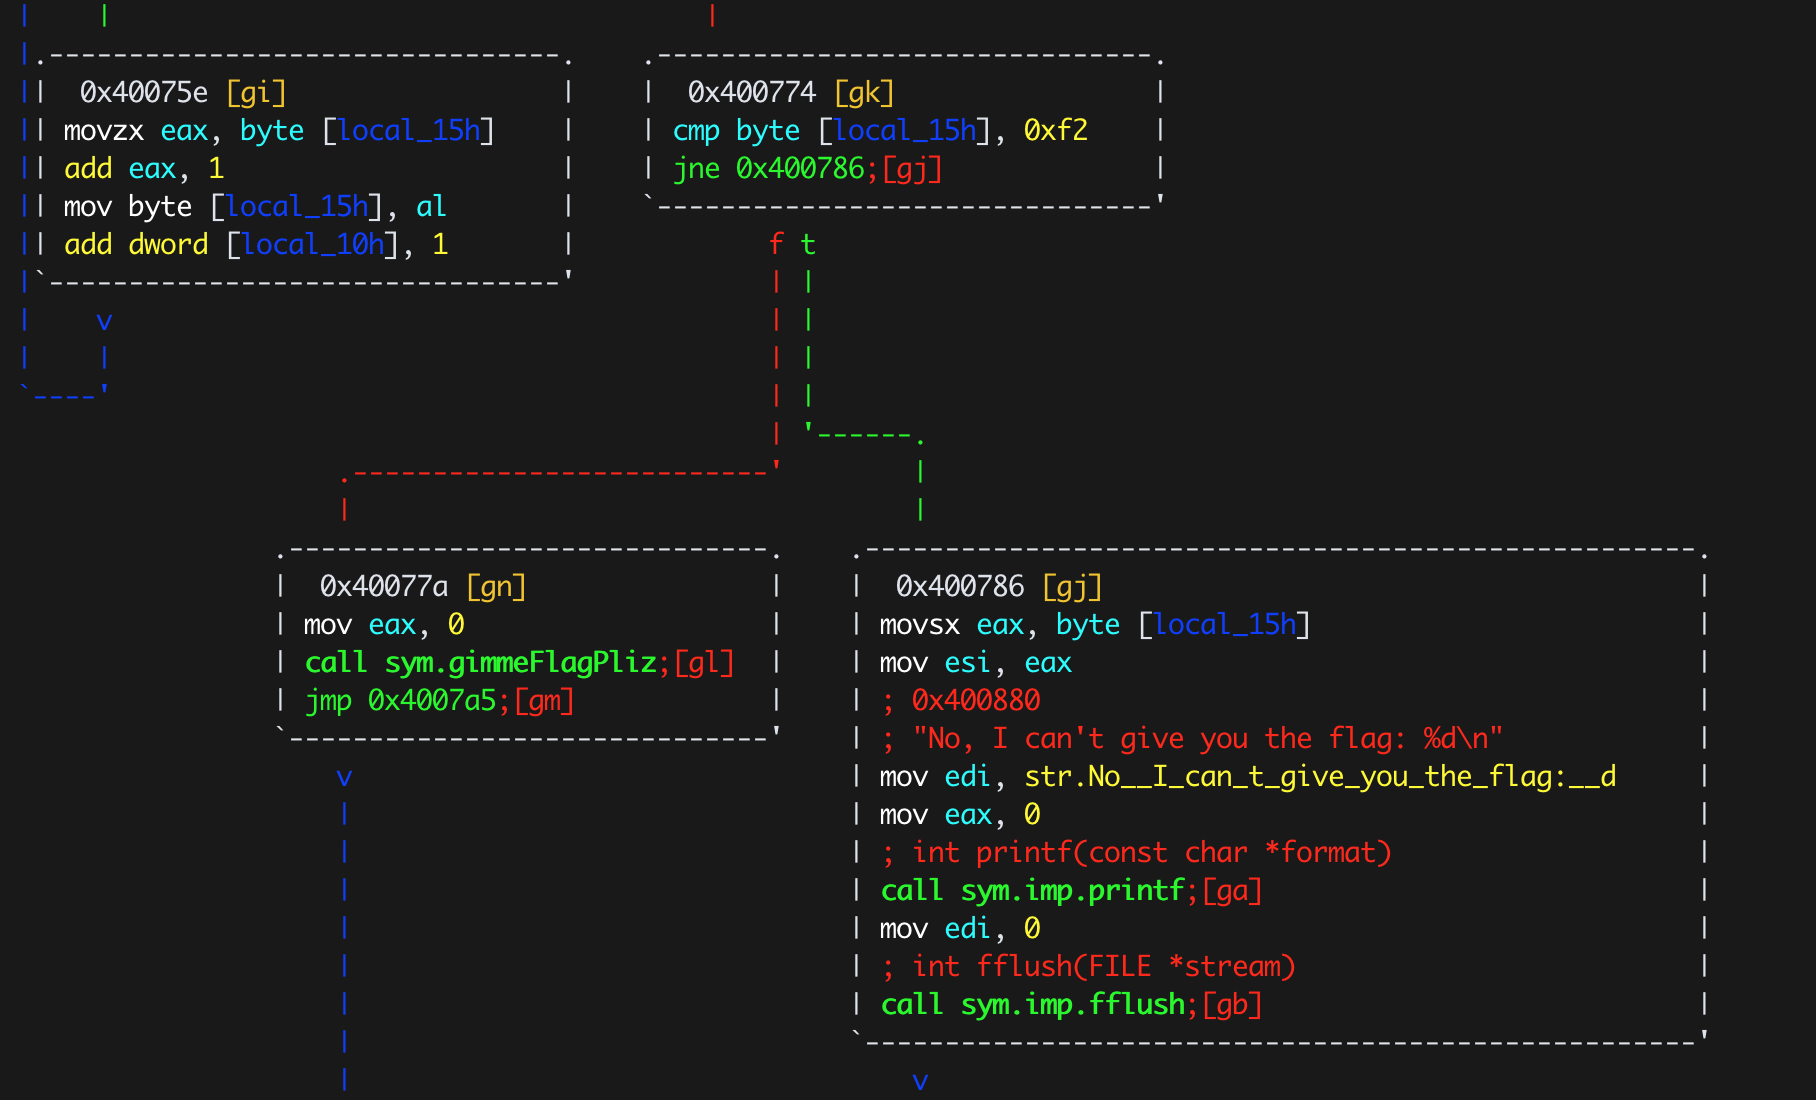 0x40075e [gi]
movzx eax, byte [local_15h]
add eax, 1
mov byte [local_15h], al
add dword [local_10h], 1
0x400774 [gk]
cmp byte [local_15h], 0xf2
jne 0x400786;[gj]
f t
v
0x40077a [gn]
mov eax, 0
call sym.gimmeFlagPliz;[gl]
jmp 0x4007a5;[gm]
v
0x400786 [gj]
movsx eax, byte [local_15h]
mov esi, eax
; 0x400880
; "No, I can't give you the flag: %d\n"
mov edi, str.No__I_can_t_give_you_the_flag:__d
mov eax, 0
; int printf(const char *format)
call sym.imp.printf;[ga]
mov edi, 0
; int fflush(FILE *stream)
call sym.imp.fflush;[gb]
v